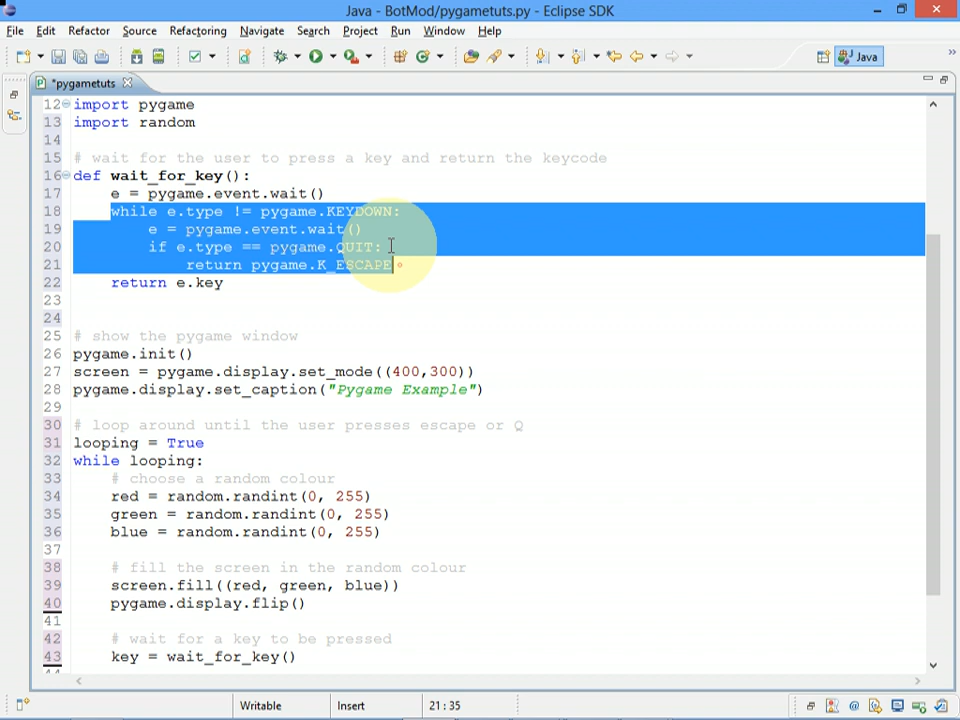 Java - BotMod/pygametuts.py - Eclipse SDK
File Edit Refactor Source Refactoring Navigate Search Project Run Window Help
Java
*pygametuts
12 import pygame
13 import random
14
15 # wait for the user to press a key and return the keycode
16 def wait_for_key():
17 e = pygame.event.wait()
18 while e.type != pygame.KEYDOWN:
19 e = pygame.event.wait()
20 if e.type == pygame.QUIT:
21 return pygame.K_ESCAPE
22 return e.key
23
24
25 # show the pygame window
26 pygame.init()
27 screen = pygame.display.set_mode((400,300))
28 pygame.display.set_caption("Pygame Example")
29
30 # loop around until the user presses escape or Q
31 looping = True
32 while looping:
33 # choose a random colour
34 red = random.randint(0, 255)
35 green = random.randint(0, 255)
36 blue = random.randint(0, 255)
37
38 # fill the screen in the random colour
39 screen.fill((red, green, blue))
40 pygame.display.flip()
41
42 # wait for a key to be pressed
43 key = wait_for_key()
Writable Insert 21 : 35